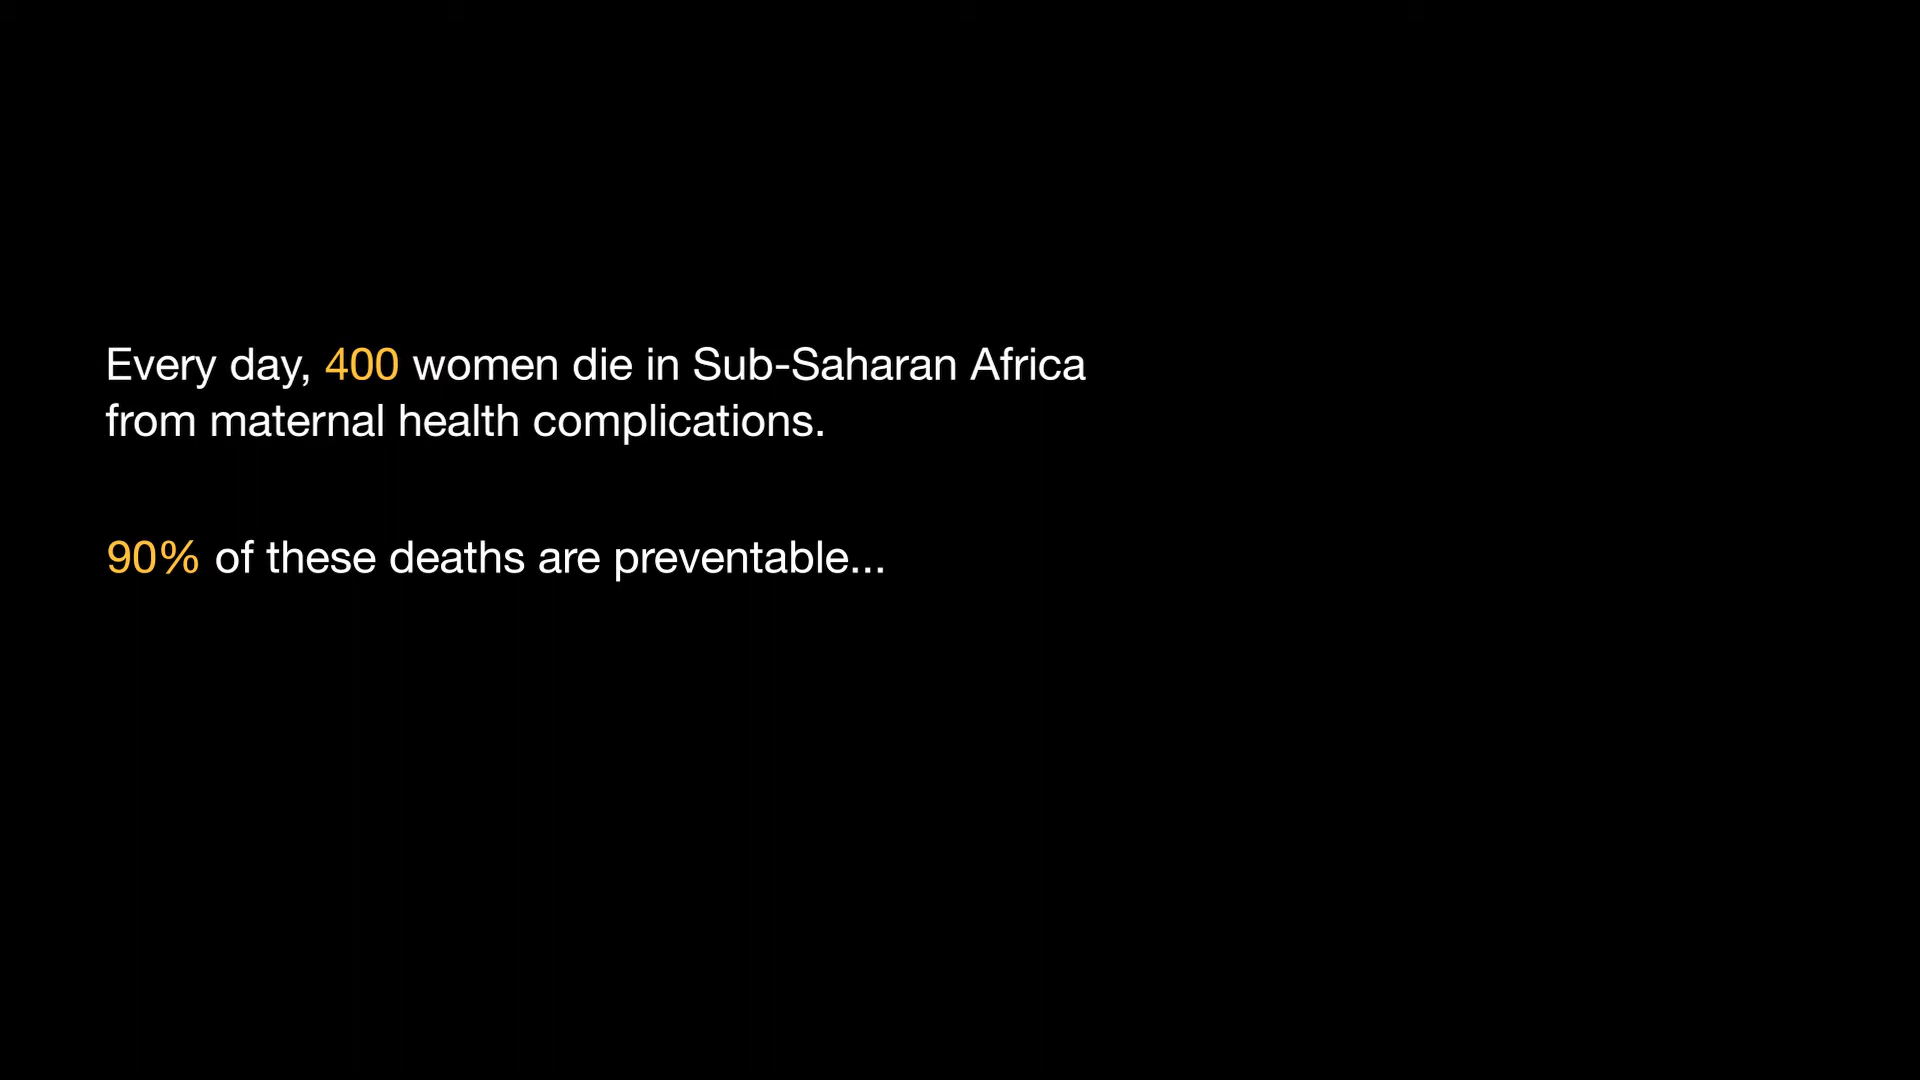 Every day, 400 women die in Sub-Saharan Africa
from maternal health complications.
90% of these deaths are preventable...